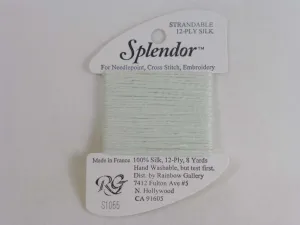 STRANDABLE
12-PLY SILK
Splendor™
For Needlepoint, Cross Stitch, Embroidery
Made in France
100% Silk, 12-Ply, 8 Yards
Hand Washable, but test first.
Dist. by Rainbow Gallery
7412 Fulton Ave #5
N. Hollywood
CA 91605
RG
S1055